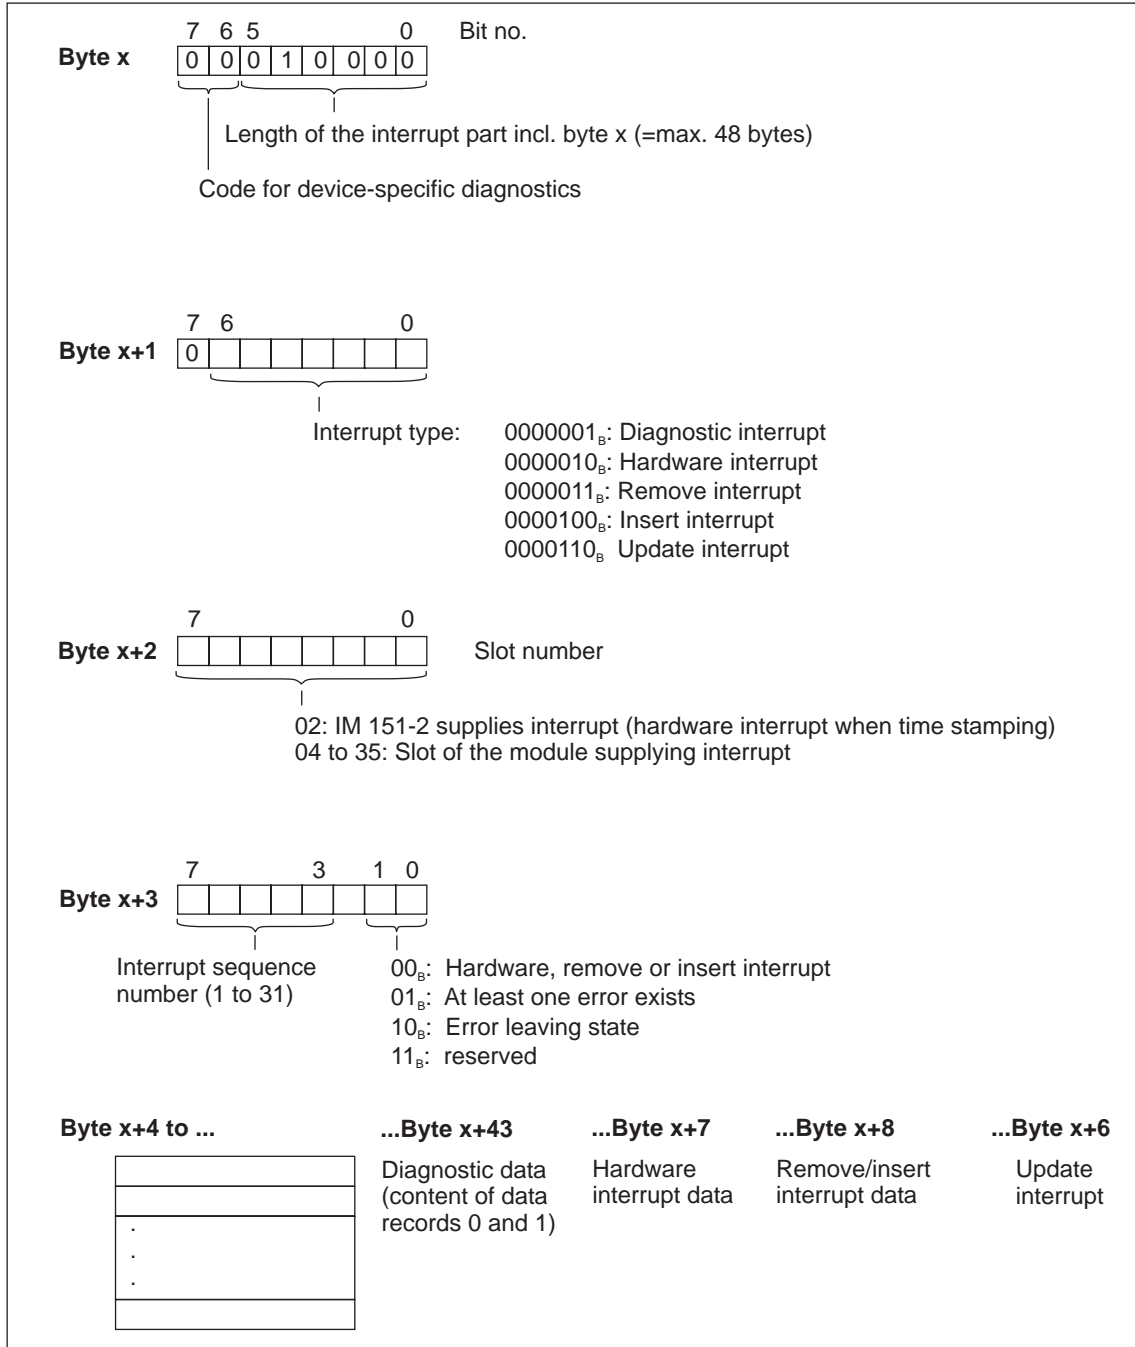 7 6 5 0 Bit no.
Byte x 0 0 0 1 0 0 0 0
Length of the interrupt part incl. byte x (=max. 48 bytes)
Code for device-specific diagnostics
7 6 0
Byte x+1 0
Interrupt type: 0000001B: Diagnostic interrupt
0000010B: Hardware interrupt
0000011B: Remove interrupt
0000100B: Insert interrupt
0000110B Update interrupt
7 0
Byte x+2 Slot number
02: IM 151-2 supplies interrupt (hardware interrupt when time stamping)
04 to 35: Slot of the module supplying interrupt
7 3 1 0
Byte x+3
Interrupt sequence
number (1 to 31)
00B: Hardware, remove or insert interrupt
01B: At least one error exists
10B: Error leaving state
11B: reserved
Byte x+4 to ... ...Byte x+43 ...Byte x+7 ...Byte x+8 ...Byte x+6
Diagnostic data Hardware Remove/insert Update
(content of data interrupt data interrupt data interrupt
records 0 and 1)
.
.
.